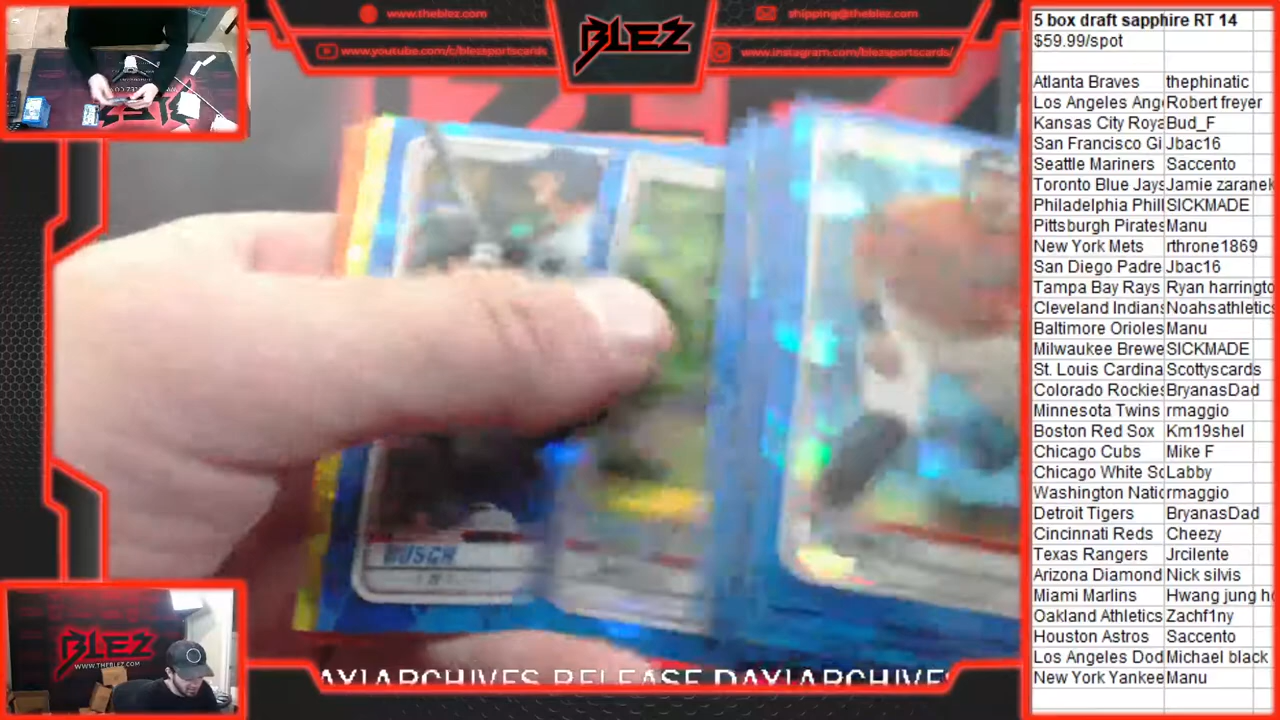 www.theblez.com
www.youtube.com/c/blezsportscards
BLEZ
shipping@theblez.com
www.instagram.com/blezsportscards/
5 box draft sapphire RT 14
$59.99/spot
Atlanta Braves thephinatic
Los Angeles Ang Robert freyer
Kansas City Roya Bud_F
San Francisco Gi Jbac16
Seattle Mariners Saccento
Toronto Blue Jays Jamie zaranek
Philadelphia Phill SICKMADE
Pittsburgh Pirates Manu
New York Mets rthrone1869
San Diego Padre Jbac16
Tampa Bay Rays Ryan harringto
Cleveland Indians Noahsathletics
Baltimore Orioles Manu
Milwaukee Brewe SICKMADE
St. Louis Cardina Scottyscards
Colorado Rockies BryanasDad
Minnesota Twins rmaggio
Boston Red Sox Km19shel
Chicago Cubs Mike F
Chicago White So Labby
Washington Natio rmaggio
Detroit Tigers BryanasDad
Cincinnati Reds Cheezy
Texas Rangers Jrcilente
Arizona Diamond Nick silvis
Miami Marlins Hwang jung h
Oakland Athletics Zachf1ny
Houston Astros Saccento
Los Angeles Dod Michael black
New York Yankee Manu
BUSCH
BLEZ
WWW.THEBLEZ.COM
AY!ARCHIVES RELEASE DAY!ARCHIVES